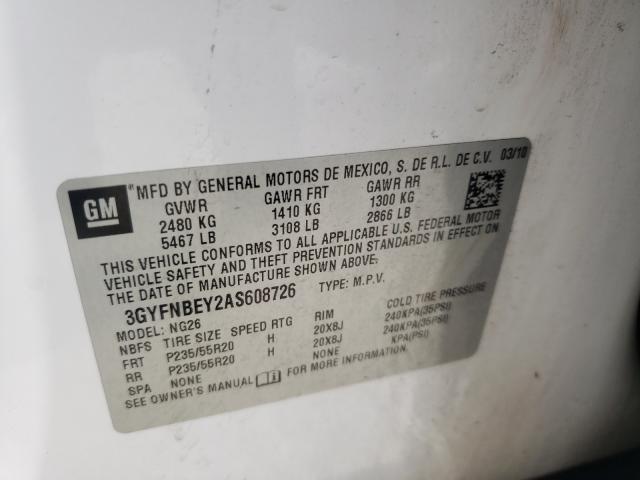 GM
MFD BY GENERAL MOTORS DE MEXICO, S. DE R.L. DE C.V. 03/10
GVWR GAWR FRT GAWR RR
2480 KG 1410 KG 1300 KG
5467 LB 3108 LB 2866 LB
THIS VEHICLE CONFORMS TO ALL APPLICABLE U.S. FEDERAL MOTOR
VEHICLE SAFETY AND THEFT PREVENTION STANDARDS IN EFFECT ON
THE DATE OF MANUFACTURE SHOWN ABOVE.
3GYFNBEY2AS608726 TYPE: M.P.V.
MODEL: NG26
NBFS TIRE SIZE SPEED RTG RIM COLD TIRE PRESSURE
FRT P235/55R20 H 20X8J 240KPA(35PSI)
RR P235/55R20 H 20X8J 240KPA(35PSI)
SPA NONE NONE KPA(PSI)
SEE OWNER'S MANUAL FOR MORE INFORMATION.